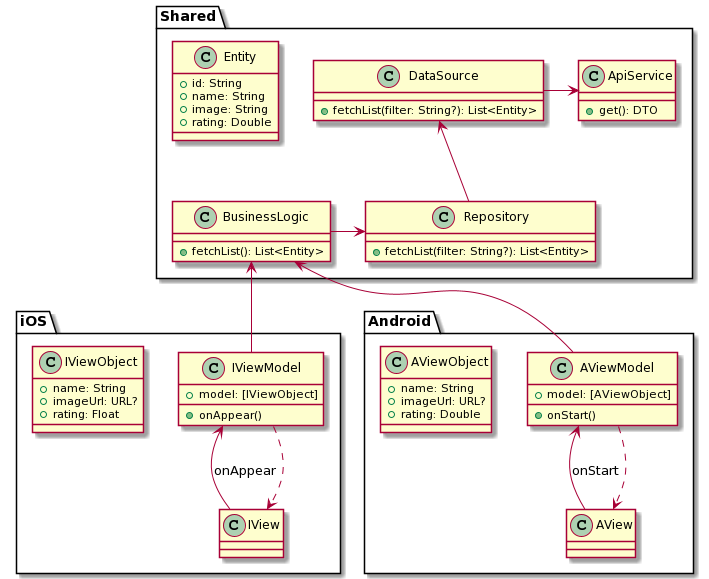 Shared
C Entity
id: String
name: String
image: String
rating: Double
C DataSource
fetchList(filter: String?): List<Entity>
C ApiService
get(): DTO
C BusinessLogic
fetchList(): List<Entity>
C Repository
fetchList(filter: String?): List<Entity>
iOS
C IViewObject
name: String
imageUrl: URL?
rating: Float
C IViewModel
model: [IViewObject]
onAppear()
onAppear
C IView
Android
C AViewObject
name: String
imageUrl: URL?
rating: Double
C AViewModel
model: [AViewObject]
onStart()
onStart
C AView